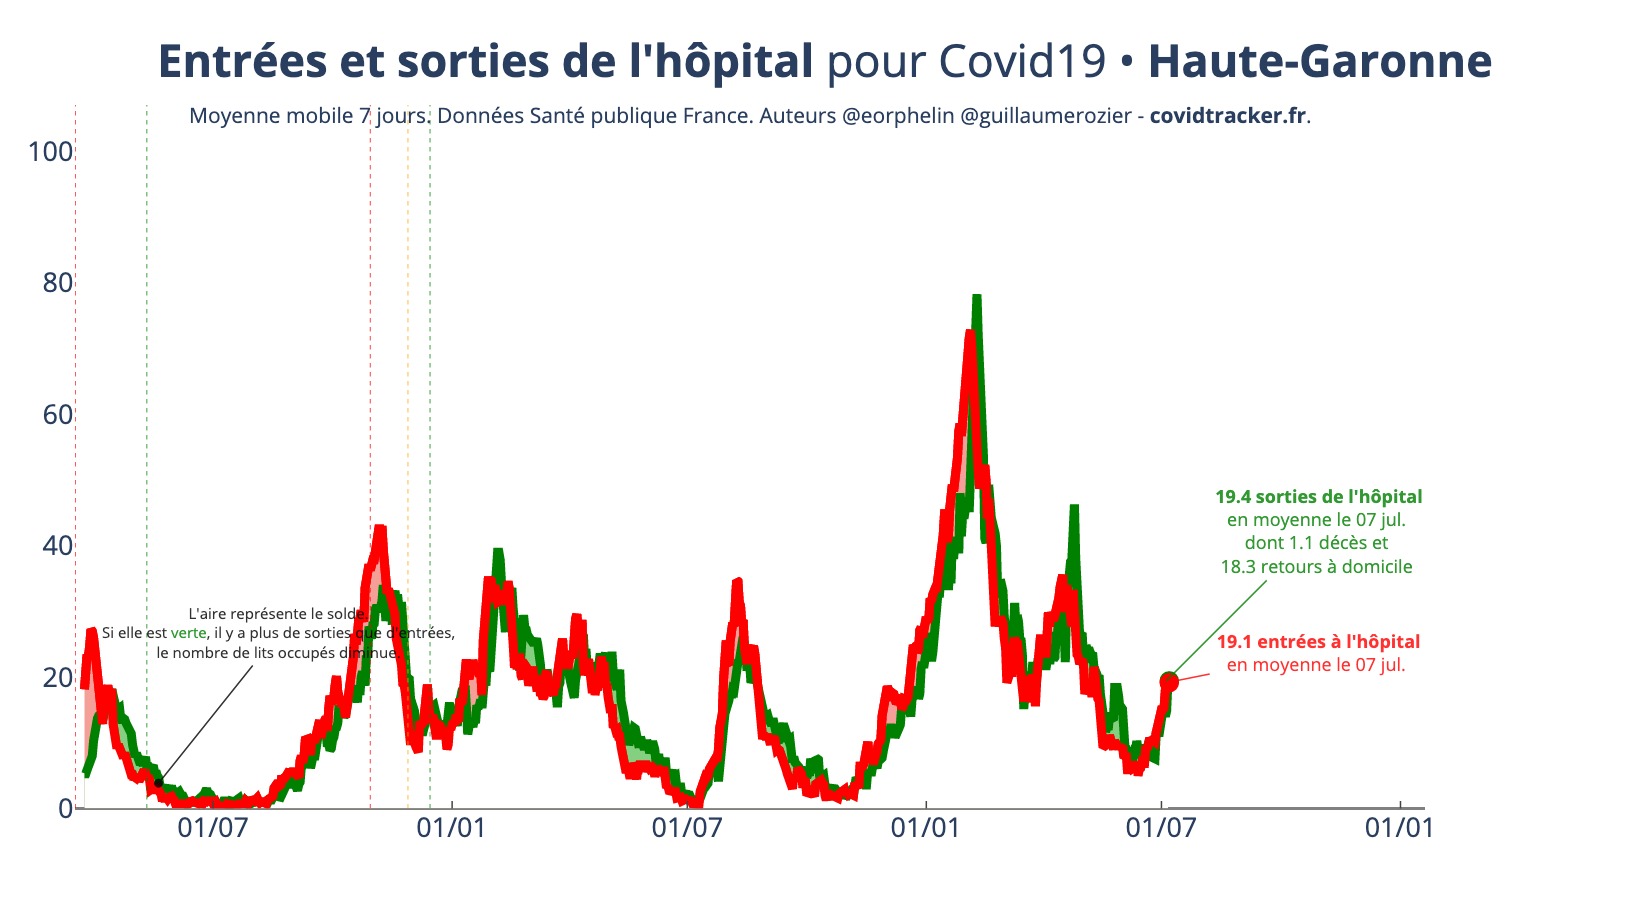 Entrées et sorties de l'hôpital pour Covid19 • Haute-Garonne
Moyenne mobile 7 jours. Données Santé publique France. Auteurs @eorphelin @guillaumerozier - covidtracker.fr.
100
80
60
40
20
0
L'aire représente le solde.
Si elle est verte, il y a plus de sorties que d'entrées,
le nombre de lits occupés diminue.
19.4 sorties de l'hôpital
en moyenne le 07 jul.
dont 1.1 décès et
18.3 retours à domicile
19.1 entrées à l'hôpital
en moyenne le 07 jul.
01/07
01/01
01/07
01/01
01/07
01/01